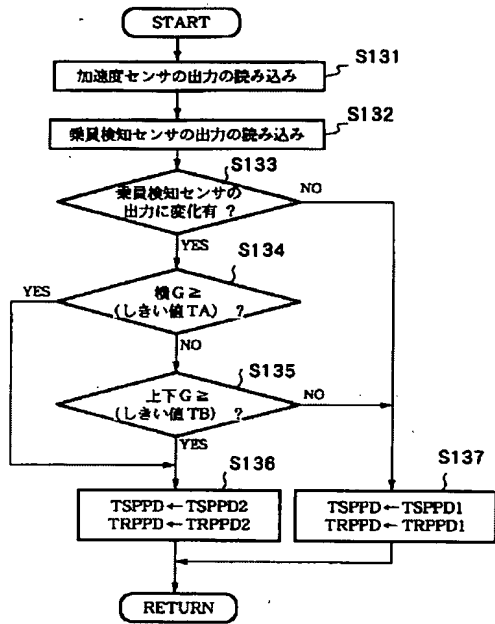 START
S131
加速度センサの出力の読み込み
S132
乗員検知センサの出力の読み込み
S133
乗員検知センサの
出力に変化有 ?
NO
YES
S134
YES
横G≧
(しきい値TA) ?
NO
S135
上下G≧
(しきい値TB) ?
NO
YES
S136
TSPPD←TSPPD2
TRPPD←TRPPD2
S137
TSPPD←TSPPD1
TRPPD←TRPPD1
RETURN